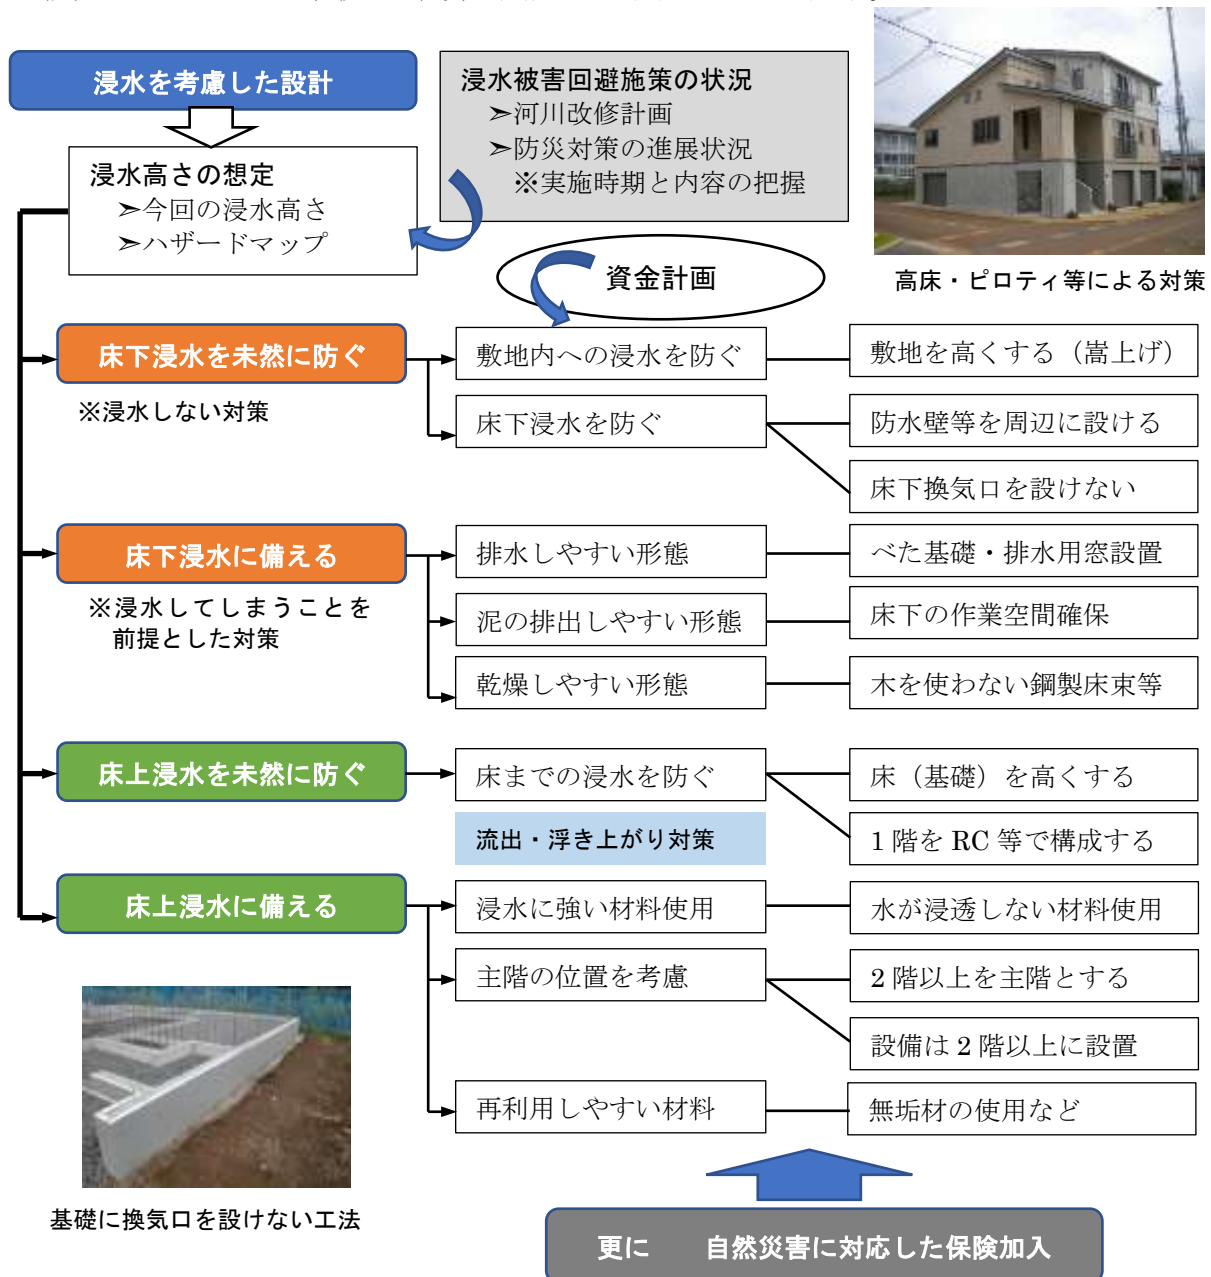 浸水を考慮した設計
浸水高さの想定
➢今回の浸水高さ
➢ハザードマップ
浸水被害回避施策の状況
➢河川改修計画
➢防災対策の進展状況
※実施時期と内容の把握
資金計画
高床・ピロティ等による対策
床下浸水を未然に防ぐ
※浸水しない対策
敷地内への浸水を防ぐ
敷地を高くする（嵩上げ）
床下浸水を防ぐ
防水壁等を周辺に設ける
床下換気口を設けない
床下浸水に備える
※浸水してしまうことを
前提とした対策
排水しやすい形態
べた基礎・排水用窓設置
泥の排出しやすい形態
床下の作業空間確保
乾燥しやすい形態
木を使わない鋼製床束等
床上浸水を未然に防ぐ
床までの浸水を防ぐ
床（基礎）を高くする
1 階を RC 等で構成する
流出・浮き上がり対策
床上浸水に備える
浸水に強い材料使用
水が浸透しない材料使用
主階の位置を考慮
2 階以上を主階とする
設備は 2 階以上に設置
再利用しやすい材料
無垢材の使用など
基礎に換気口を設けない工法
更に　　自然災害に対応した保険加入